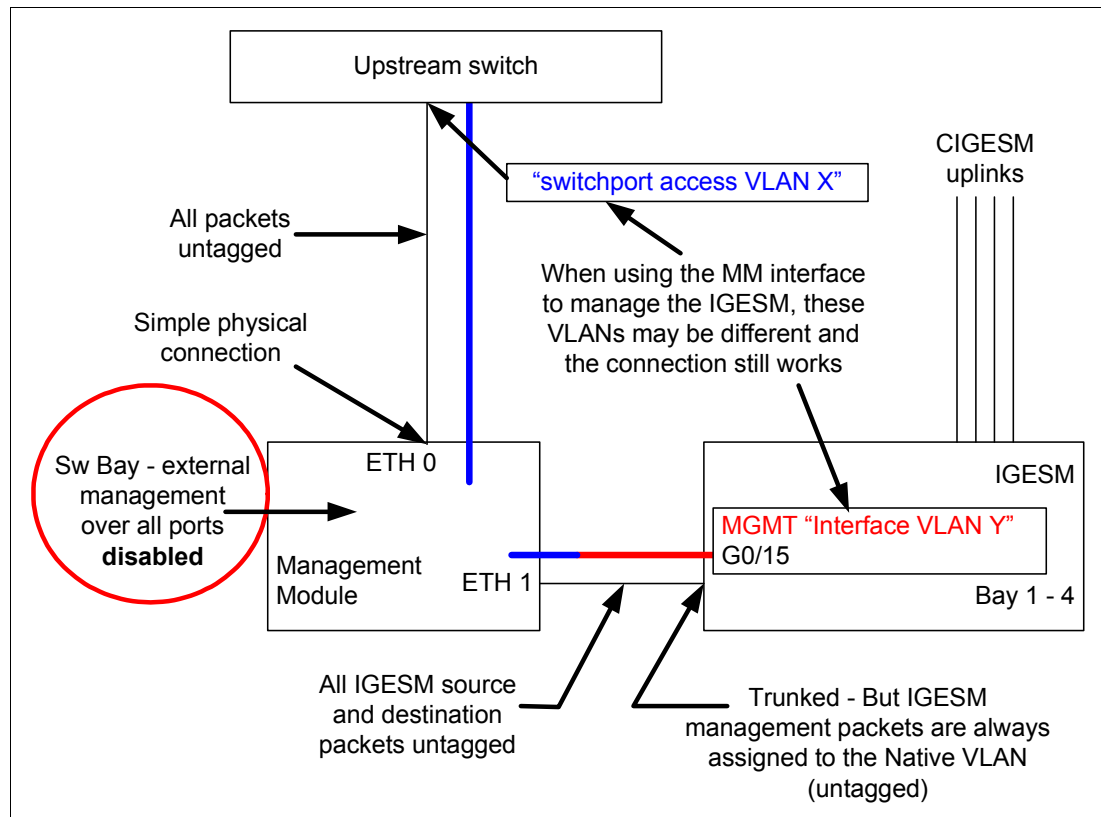 Upstream switch
“switchport access VLAN X”
CIGESM
uplinks
All packets
untagged
When using the MM interface
to manage the IGESM, these
VLANs may be different and
the connection still works
Simple physical
connection
Sw Bay - external
management
over all ports
disabled
ETH 0
Management
Module
ETH 1
IGESM
MGMT “Interface VLAN Y”
G0/15
Bay 1 - 4
All IGESM source
and destination
packets untagged
Trunked - But IGESM
management packets are always
assigned to the Native VLAN
(untagged)